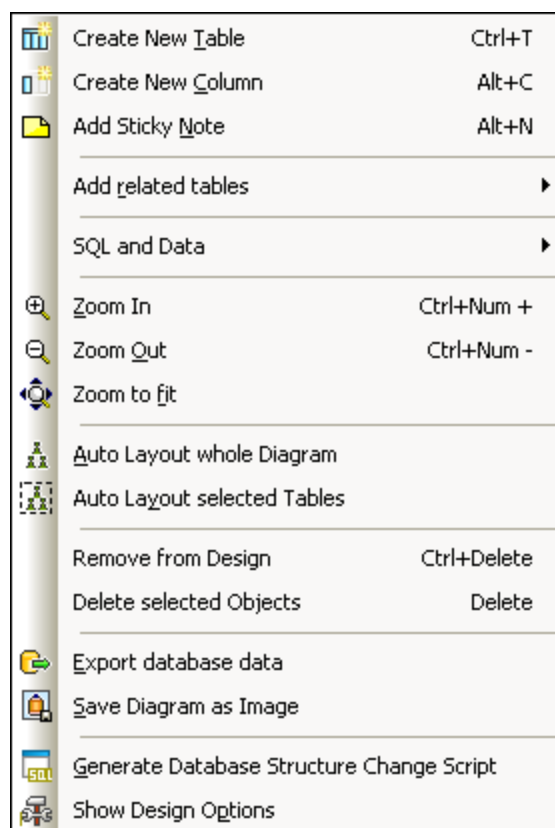 Create New Table Ctrl+T
Create New Column Alt+C
Add Sticky Note Alt+N
Add related tables
SQL and Data
Zoom In Ctrl+Num +
Zoom Out Ctrl+Num -
Zoom to fit
Auto Layout whole Diagram
Auto Layout selected Tables
Remove from Design Ctrl+Delete
Delete selected Objects Delete
Export database data
Save Diagram as Image
SQL Generate Database Structure Change Script
Show Design Options